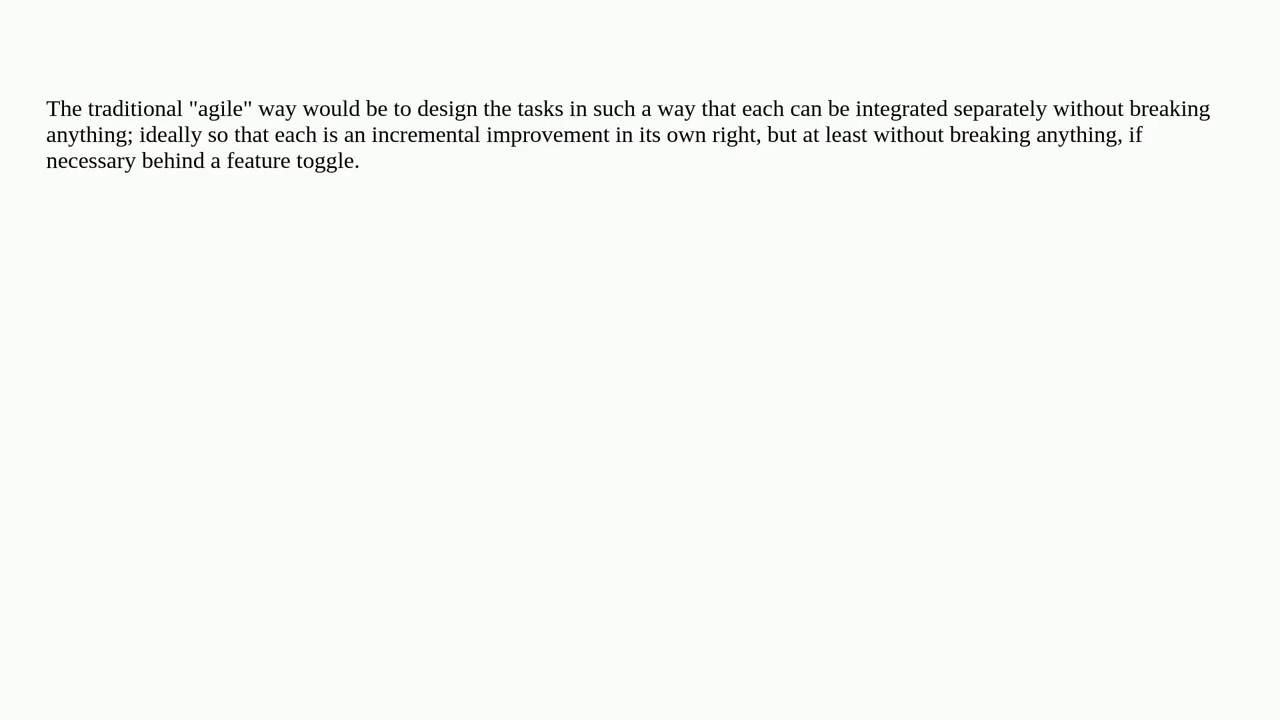 The traditional "agile" way would be to design the tasks in such a way that each can be integrated separately without breaking
anything; ideally so that each is an incremental improvement in its own right, but at least without breaking anything, if
necessary behind a feature toggle.